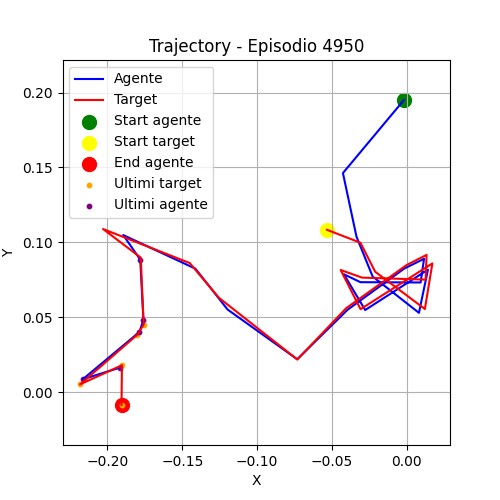 Trajectory - Episodio 4950
Agente
Target
Start agente
Start target
End agente
Ultimi target
Ultimi agente
0.20
0.15
0.10
0.05
0.00
Y
−0.20
−0.15
−0.10
−0.05
0.00
X